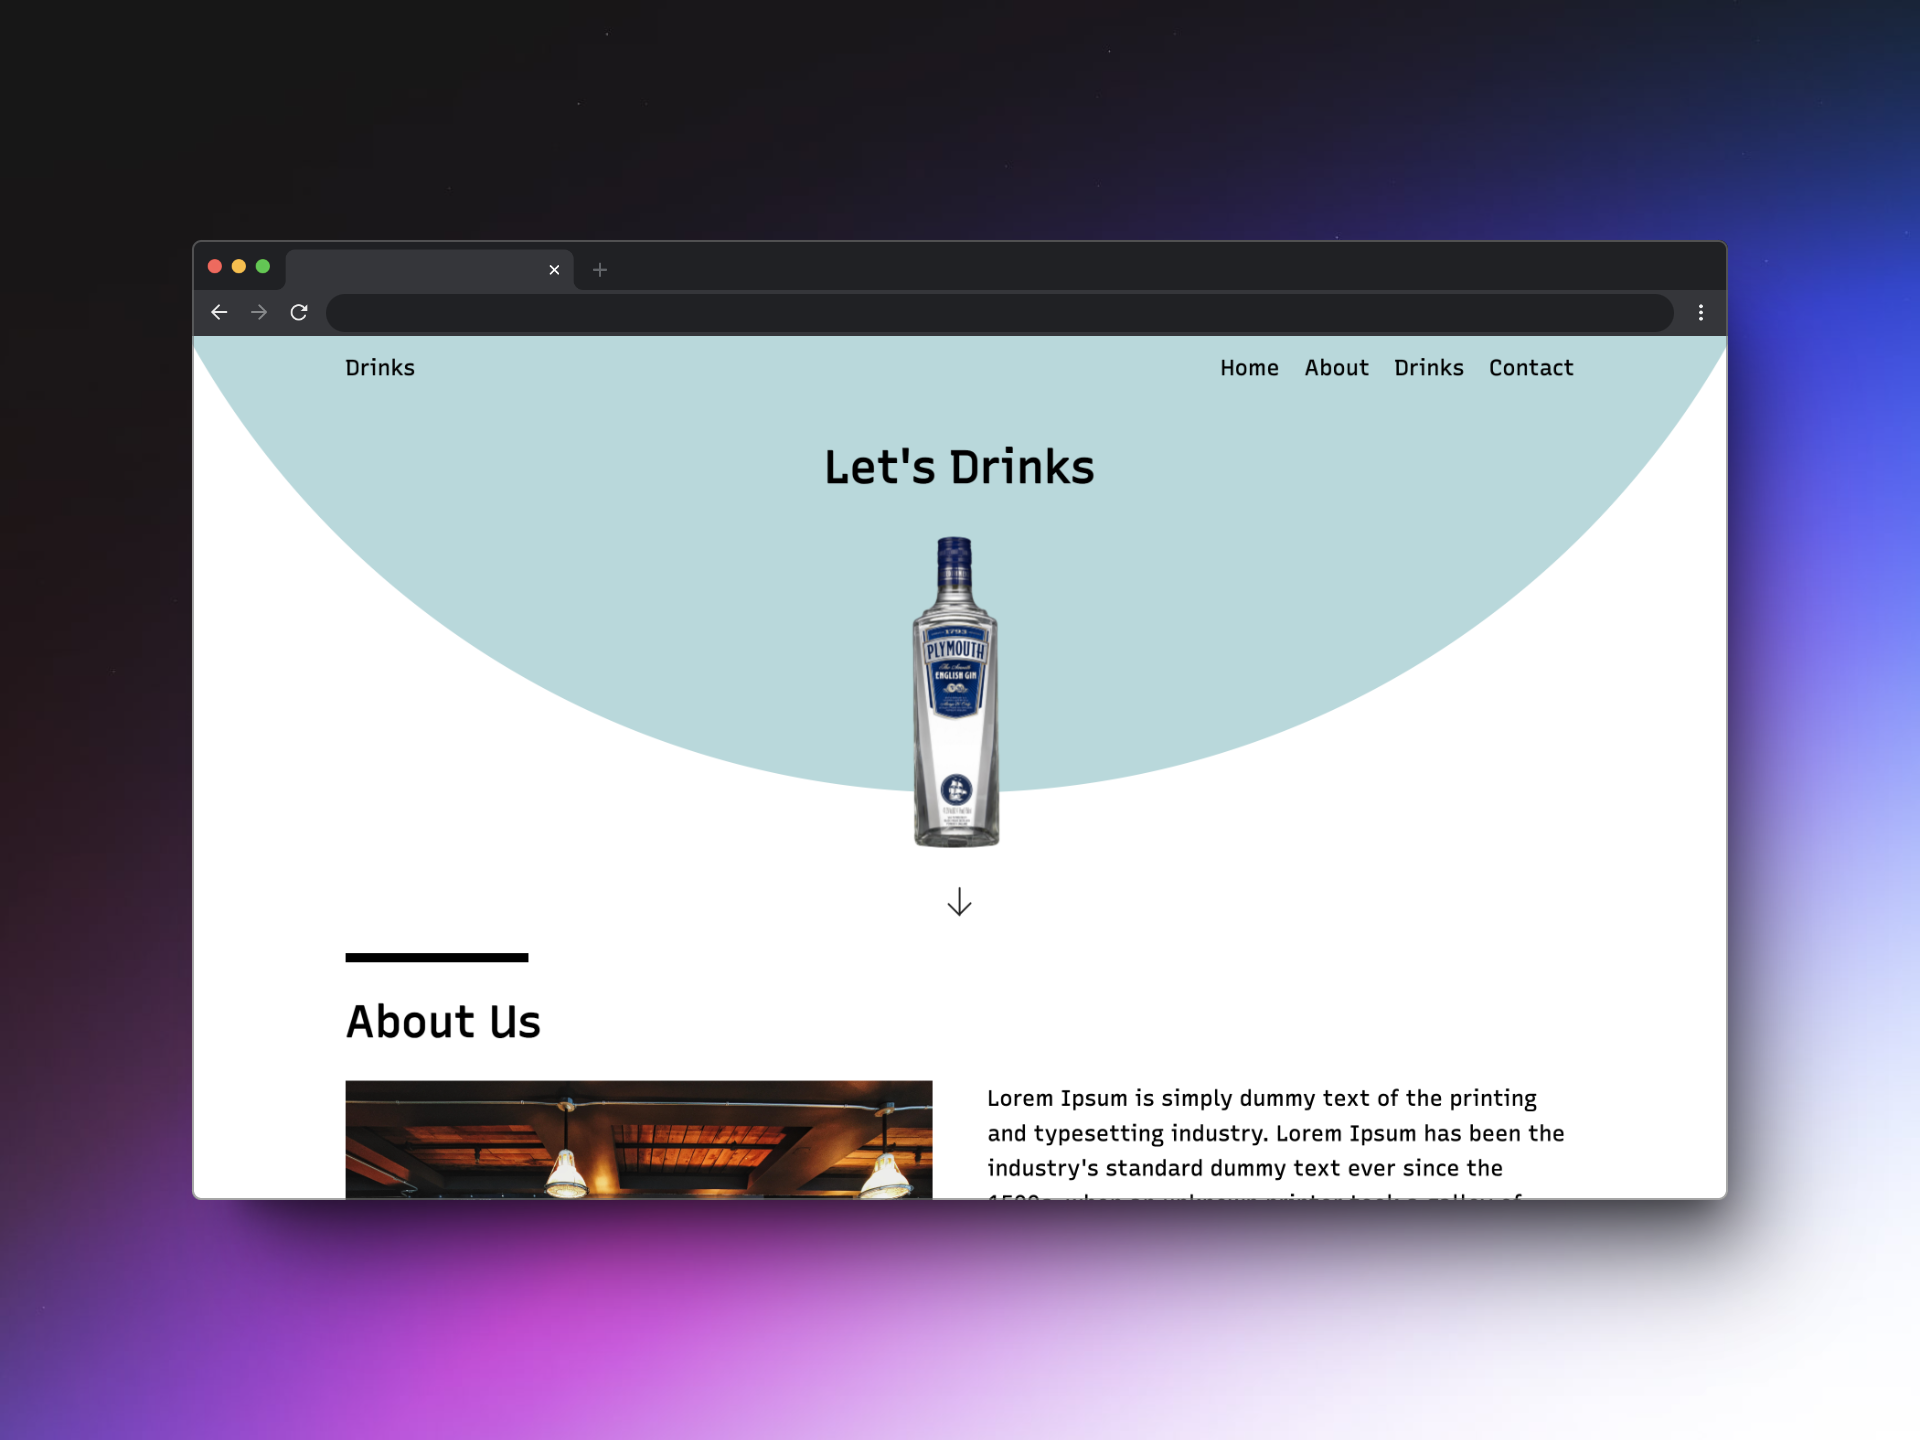 Drinks
Home About Drinks Contact
Let's Drinks
1793
PLYMOUTH
ENGLISH GIN
About Us
Lorem Ipsum is simply dummy text of the printing
and typesetting industry. Lorem Ipsum has been the
industry's standard dummy text ever since the